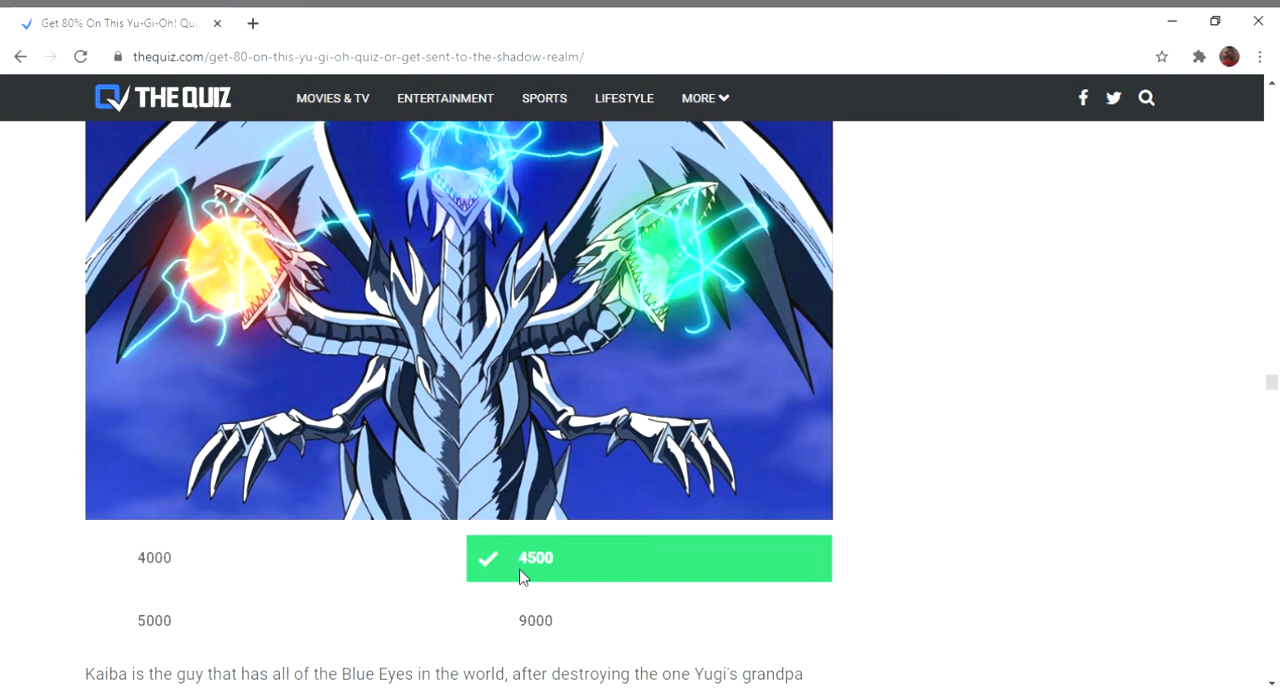 Get 80% On This Yu-Gi-Oh! Qu
thequiz.com/get-80-on-this-yu-gi-oh-quiz-or-get-sent-to-the-shadow-realm/
THE QUIZ MOVIES & TV ENTERTAINMENT SPORTS LIFESTYLE MORE
4000 4500
5000 9000
Kaiba is the guy that has all of the Blue Eyes in the world, after destroying the one Yugi's grandpa